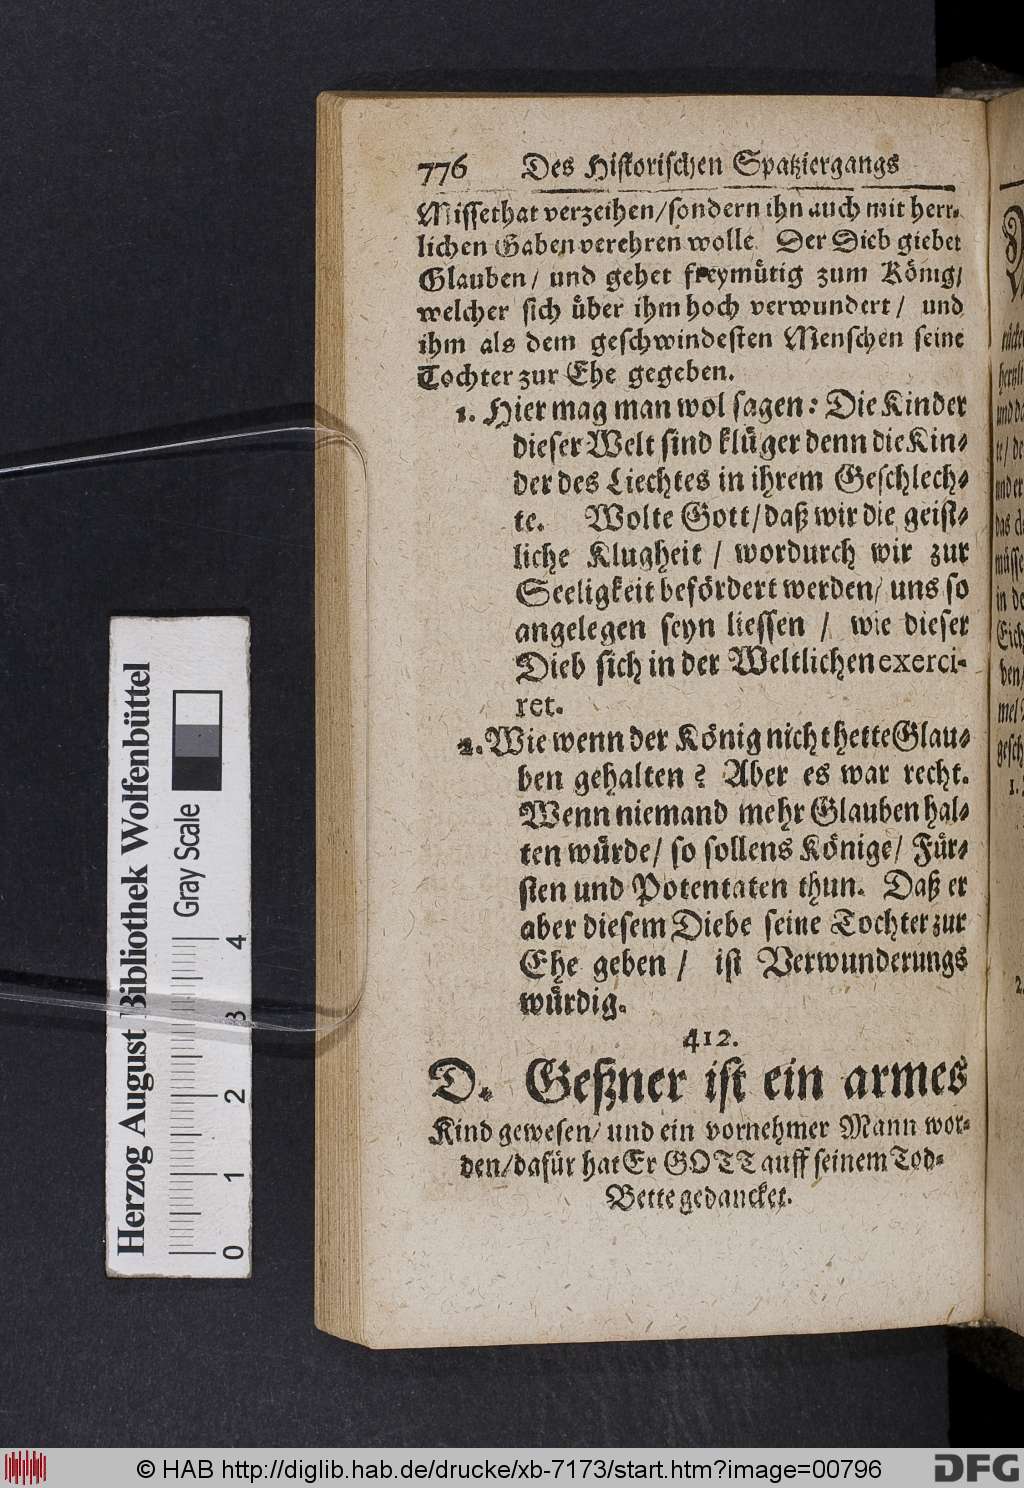 776 Des Historischen Spatziergangs
Missethat verzeihen/sondern ihn auch mit herr-
lichen Gaben verehren wolle. Der Dieb giebet
Glauben/ und gehet freymütig zum König/
welcher sich über ihm hoch verwundert/ und
ihm als dem geschwindesten Menschen seine
Tochter zur Ehe gegeben.
1. Hier mag man wol sagen: Die Kinder
dieser Welt sind klüger denn die Kin-
der des Liechtes in ihrem Geschlech-
te. Wolte Gott/daß wir die geist-
liche Klugheit / wordurch wir zur
Seeligkeit befördert werden/ uns so
angelegen seyn liessen / wie dieser
Dieb sich in der Weltlichen exerci-
ret.
2. Wie wenn der König nicht hette Glau-
ben gehalten? Aber es war recht.
Wenn niemand mehr Glauben hal-
ten würde/ so sollens Könige/ Für-
sten und Potentaten thun. Daß er
aber diesem Diebe seine Tochter zur
Ehe geben / ist Verwunderungs
würdig.
412.
D. Geßner ist ein armes
Kind gewesen/ und ein vornehmer Mann wor-
den/dafür hat Er GOTT auff seinem Tod-
Bette gedancket.
Herzog August Bibliothek Wolfenbüttel
Gray Scale
0 1 2 3 4
© HAB http://diglib.hab.de/drucke/xb-7173/start.htm?image=00796
DFG